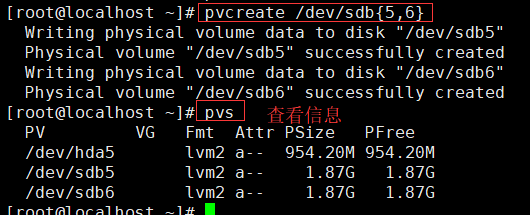 [root@localhost ~]# pvcreate /dev/sdb{5,6}
  Writing physical volume data to disk "/dev/sdb5"
  Physical volume "/dev/sdb5" successfully created
  Writing physical volume data to disk "/dev/sdb6"
  Physical volume "/dev/sdb6" successfully created
[root@localhost ~]# pvs 查看信息
  PV         VG   Fmt  Attr PSize   PFree
  /dev/hda5       lvm2 a--  954.20M 954.20M
  /dev/sdb5       lvm2 a--    1.87G   1.87G
  /dev/sdb6       lvm2 a--    1.87G   1.87G
[root@localhost ~]#